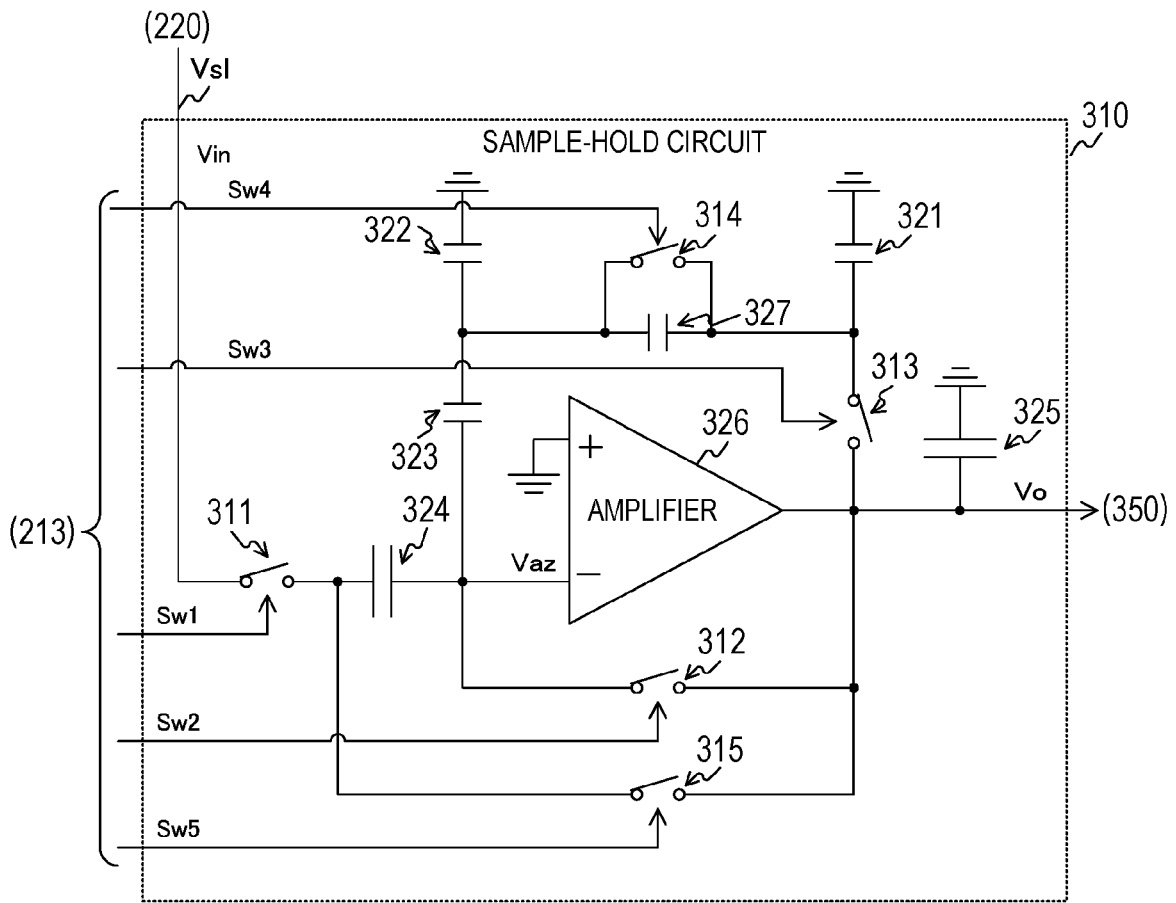 (220)
Vsl
310
SAMPLE-HOLD CIRCUIT
Vin
Sw4
322
314
321
327
Sw3
313
323
+
326
325
AMPLIFIER
Vo
(350)
(213)
311
324
Vaz
−
Sw1
312
Sw2
315
Sw5